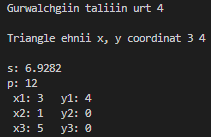 Gurwalchgiin taliiin urt 4
Triangle ehnii x, y coordinat 3 4
s: 6.9282
p: 12
x1: 3 y1: 4
x2: 1 y2: 0
x3: 5 y3: 0